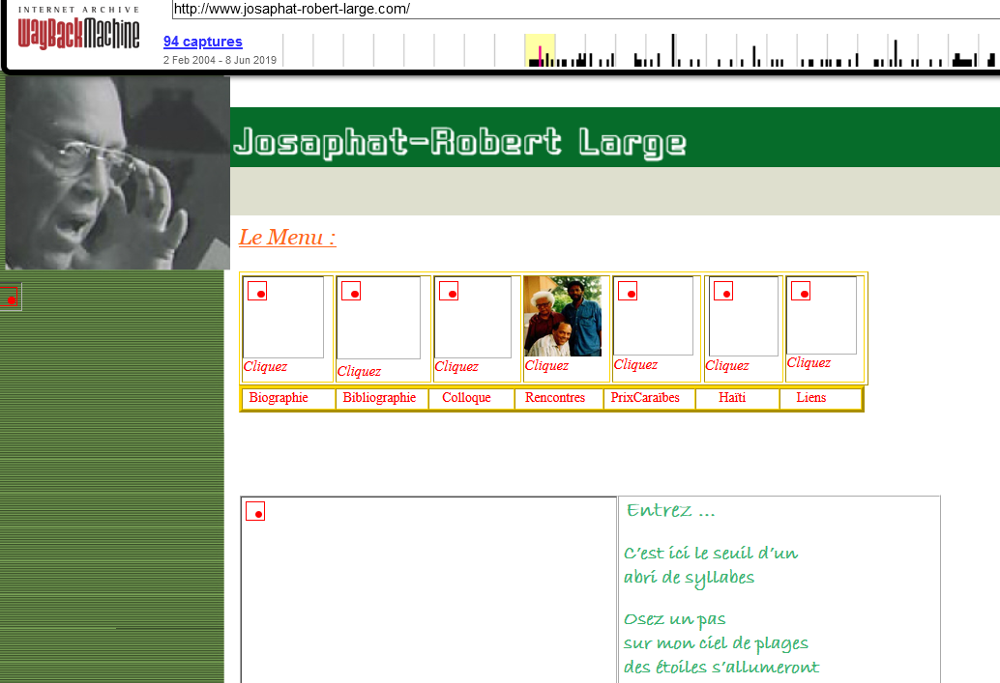 INTERNET ARCHIVE
WayBackMachine
http://www.josaphat-robert-large.com/
94 captures
2 Feb 2004 - 8 Jun 2019
Josaphat-Robert Large
Le Menu :
Cliquez Cliquez Cliquez Cliquez Cliquez Cliquez Cliquez
Biographie Bibliographie Colloque Rencontres PrixCaraïbes Haïti Liens
Entrez ...
C'est ici le seuil d'un
abri de syllabes
Osez un pas
sur mon ciel de plages
des étoiles s'allumeront